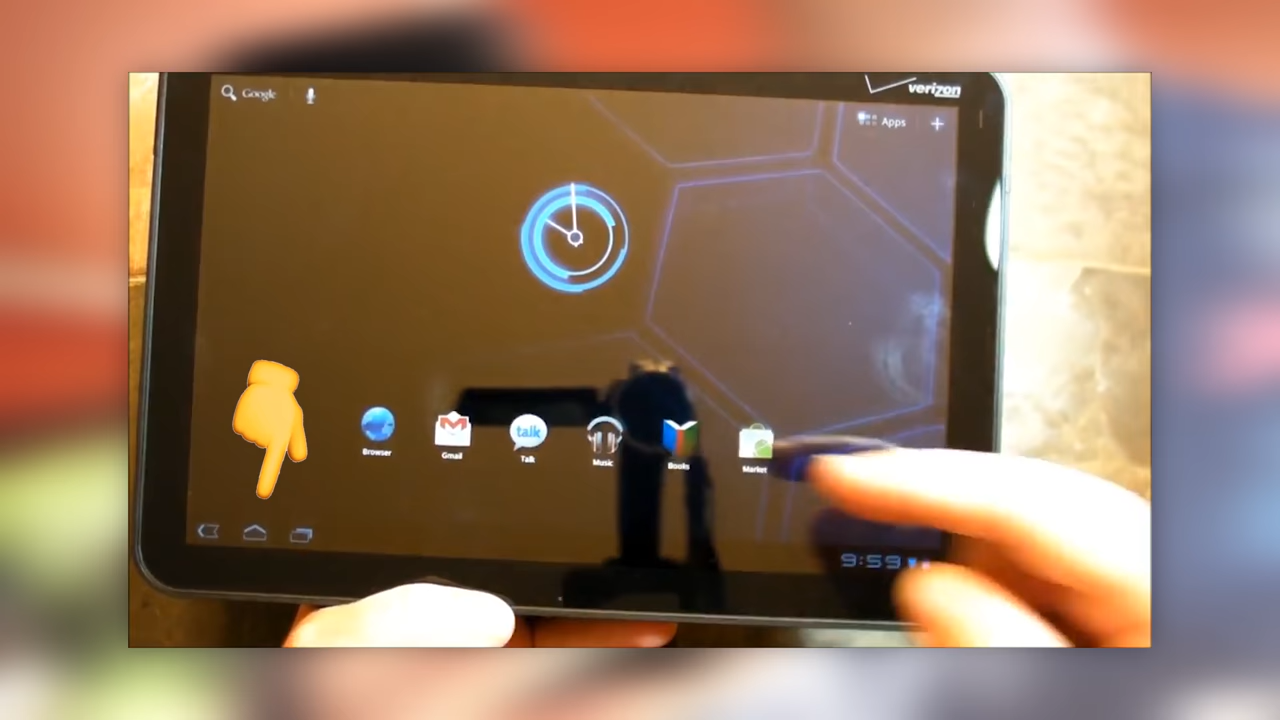 Google
verizon
Apps
Browser
Gmail
talk
Talk
Music
Books
Market
9:59